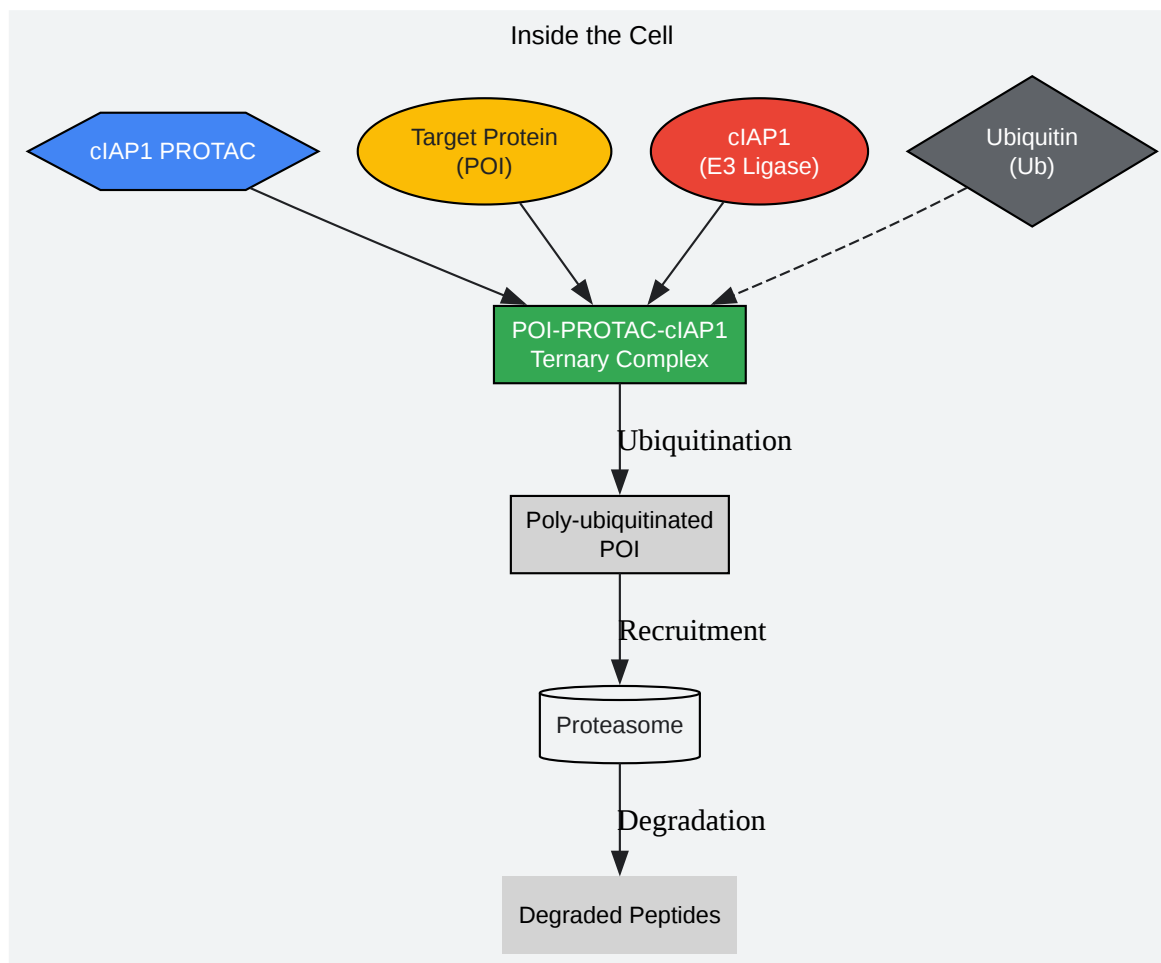 Inside the Cell
cIAP1 PROTAC
Target Protein
(POI)
cIAP1
(E3 Ligase)
Ubiquitin
(Ub)
POI-PROTAC-cIAP1
Ternary Complex
Ubiquitination
Poly-ubiquitinated
POI
Recruitment
Proteasome
Degradation
Degraded Peptides